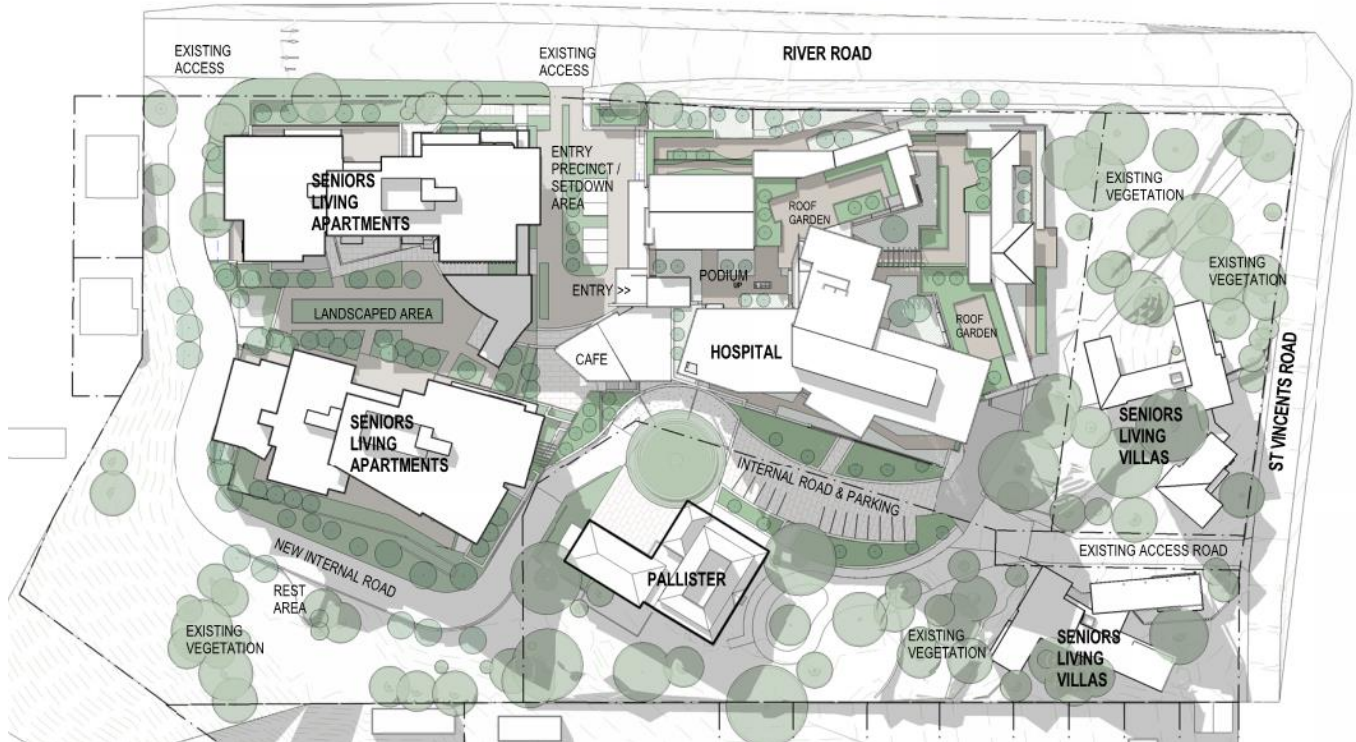 RIVER ROAD
EXISTING
ACCESS
EXISTING
ACCESS
ENTRY
PRECINCT /
SETDOWN
AREA
SENIORS
LIVING
APARTMENTS
ROOF
GARDEN
EXISTING
VEGETATION
EXISTING
VEGETATION
PODIUM
UP
ENTRY >>
LANDSCAPED AREA
ROOF
GARDEN
CAFE
HOSPITAL
ST VINCENTS ROAD
SENIORS
LIVING
APARTMENTS
SENIORS
LIVING
VILLAS
INTERNAL ROAD & PARKING
NEW INTERNAL ROAD
EXISTING ACCESS ROAD
PALLISTER
REST
AREA
EXISTING
VEGETATION
EXISTING
VEGETATION
SENIORS
LIVING
VILLAS